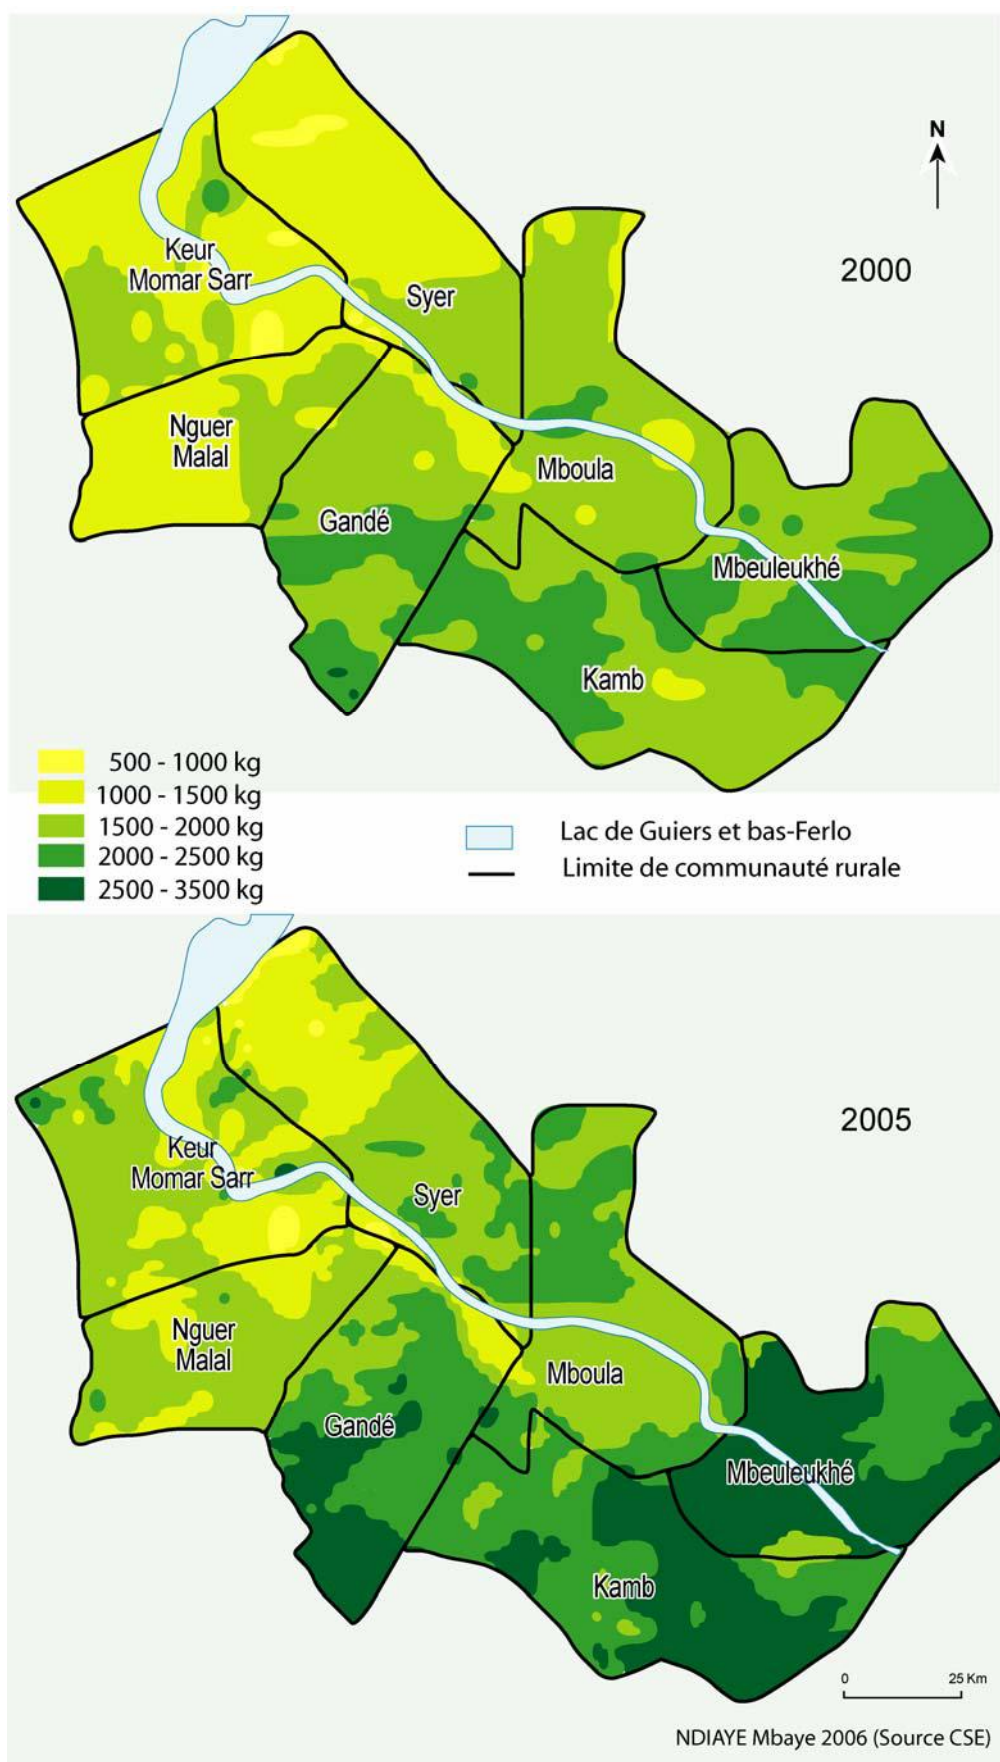 N
2000
Keur
Momar Sarr
Syer
Nguer
Malal
Mboula
Gandé
Mbeuleukhé
Kamb
500 - 1000 kg
1000 - 1500 kg
1500 - 2000 kg
2000 - 2500 kg
2500 - 3500 kg
Lac de Guiers et bas-Ferlo
Limite de communauté rurale
2005
Keur
Momar Sarr
Syer
Nguer
Malal
Mboula
Gandé
Mbeuleukhé
Kamb
0 25 Km
NDIAYE Mbaye 2006 (Source CSE)